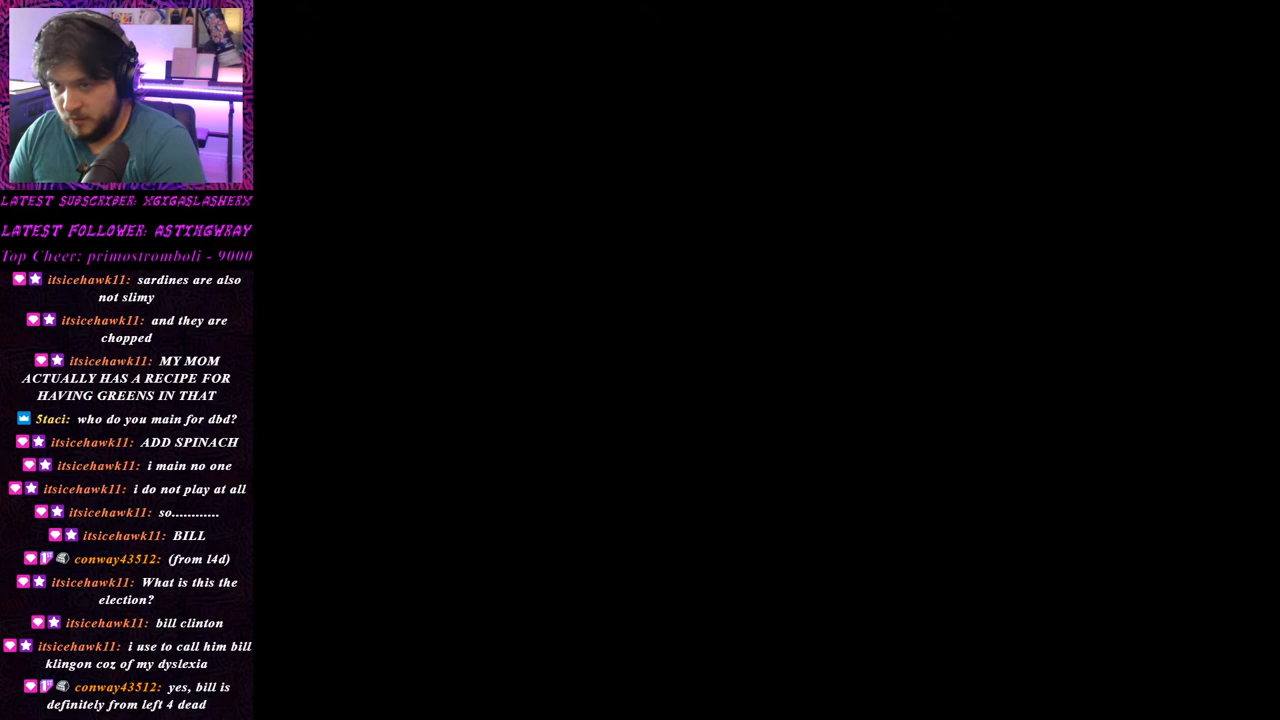 LATEST SUBSCRIBER: XGIGASLASHERX
LATEST FOLLOWER: ASTINGWRAY
Top Cheer: primostromboli - 9000
itsicehawk11: sardines are also
not slimy
itsicehawk11: and they are
chopped
itsicehawk11: MY MOM
ACTUALLY HAS A RECIPE FOR
HAVING GREENS IN THAT
5taci: who do you main for dbd?
itsicehawk11: ADD SPINACH
itsicehawk11: i main no one
itsicehawk11: i do not play at all
itsicehawk11: so............
itsicehawk11: BILL
conway43512: (from l4d)
itsicehawk11: What is this the
election?
itsicehawk11: bill clinton
itsicehawk11: i use to call him bill
klingon coz of my dyslexia
conway43512: yes, bill is
definitely from left 4 dead